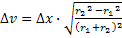 Δv = Δx · √((r₂² − r₁²) / (r₁ + r₂)²)